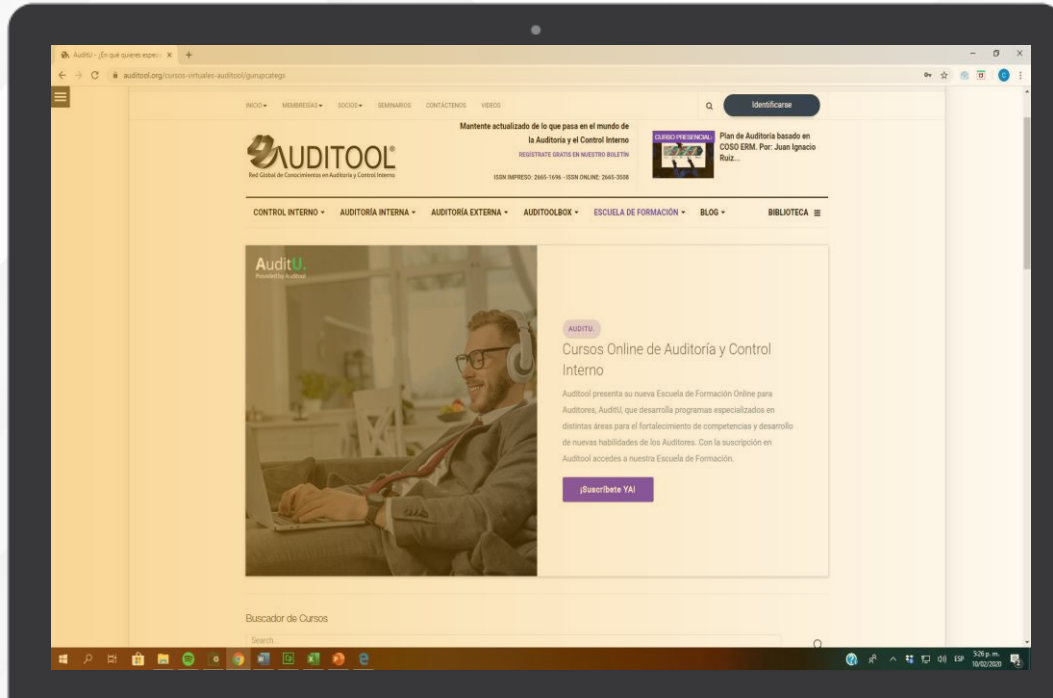 AuditU - ¡En qué quieres espec
auditool.org/cursos-virtuales-auditool/gurupcategs
INICIO
MEMBRESÍAS
SOCIOS
SEMINARIOS
CONTÁCTENOS
VIDEOS
Identificarse
AUDITOOL®
Red Global de Conocimientos en Auditoría y Control Interno
Mantente actualizado de lo que pasa en el mundo de
la Auditoría y el Control Interno
REGÍSTRATE GRATIS EN NUESTRO BOLETÍN
ISSN IMPRESO: 2665-1696 - ISSN ONLINE: 2665-3508
CURSO PRESENCIAL:
Plan de Auditoría basado en
COSO ERM. Por: Juan Ignacio
Ruiz...
CONTROL INTERNO
AUDITORÍA INTERNA
AUDITORÍA EXTERNA
AUDITOOLBOX
ESCUELA DE FORMACIÓN
BLOG
BIBLIOTECA
AuditU.
Provided by Auditool
AUDITU.
Cursos Online de Auditoría y Control
Interno
Auditool presenta su nueva Escuela de Formación Online para
Auditores, AuditU, que desarrolla programas especializados en
distintas áreas para el fortalecimiento de competencias y desarrollo
de nuevas habilidades de los Auditores. Con la suscripción en
Auditool accedes a nuestra Escuela de Formación.
¡Suscríbete YA!
Buscador de Cursos
Search...
ESP
3:26 p. m.
10/02/2020